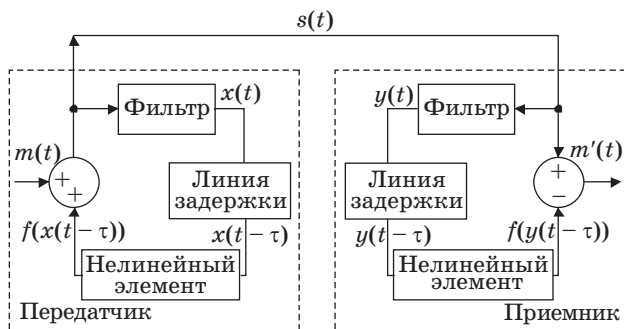 s(t)
Фильтр
x(t)
y(t)
Фильтр
m(t)
m′(t)
+
+
+
−
Линия
задержки
Линия
задержки
f(x(t − τ))
x(t − τ)
y(t − τ)
f(y(t − τ))
Нелинейный
элемент
Нелинейный
элемент
Передатчик
Приемник